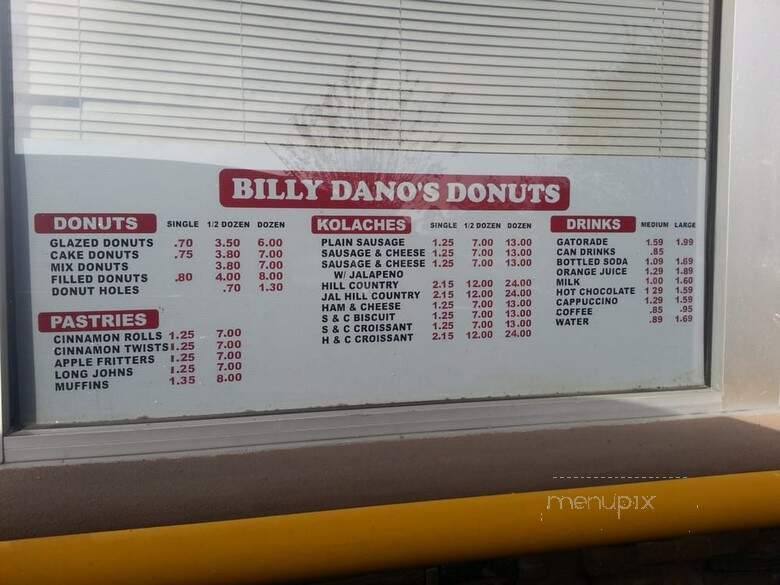 BILLY DANO'S DONUTS
DONUTS SINGLE 1/2 DOZEN DOZEN
GLAZED DONUTS .70 3.50 6.00
CAKE DONUTS .75 3.80 7.00
MIX DONUTS 3.80 7.00
FILLED DONUTS .80 4.00 8.00
DONUT HOLES .70 1.30
PASTRIES
CINNAMON ROLLS 1.25 7.00
CINNAMON TWISTS 1.25 7.00
APPLE FRITTERS 1.25 7.00
LONG JOHNS 1.25 7.00
MUFFINS 1.35 8.00
KOLACHES SINGLE 1/2 DOZEN DOZEN
PLAIN SAUSAGE 1.25 7.00 13.00
SAUSAGE & CHEESE 1.25 7.00 13.00
SAUSAGE & CHEESE 1.25 7.00 13.00
W/ JALAPENO
HILL COUNTRY 2.15 12.00 24.00
JAL HILL COUNTRY 2.15 12.00 24.00
HAM & CHEESE 1.25 7.00 13.00
S & C BISCUIT 1.25 7.00 13.00
S & C CROISSANT 1.25 7.00 13.00
H & C CROISSANT 2.15 12.00 24.00
DRINKS MEDIUM LARGE
GATORADE 1.59 1.99
CAN DRINKS .85
BOTTLED SODA 1.09 1.89
ORANGE JUICE 1.29 1.89
MILK 1.00 1.60
HOT CHOCOLATE 1 29 1.59
CAPPUCCINO 1.29 1.59
COFFEE .85 .95
WATER .89 1.69
menupix